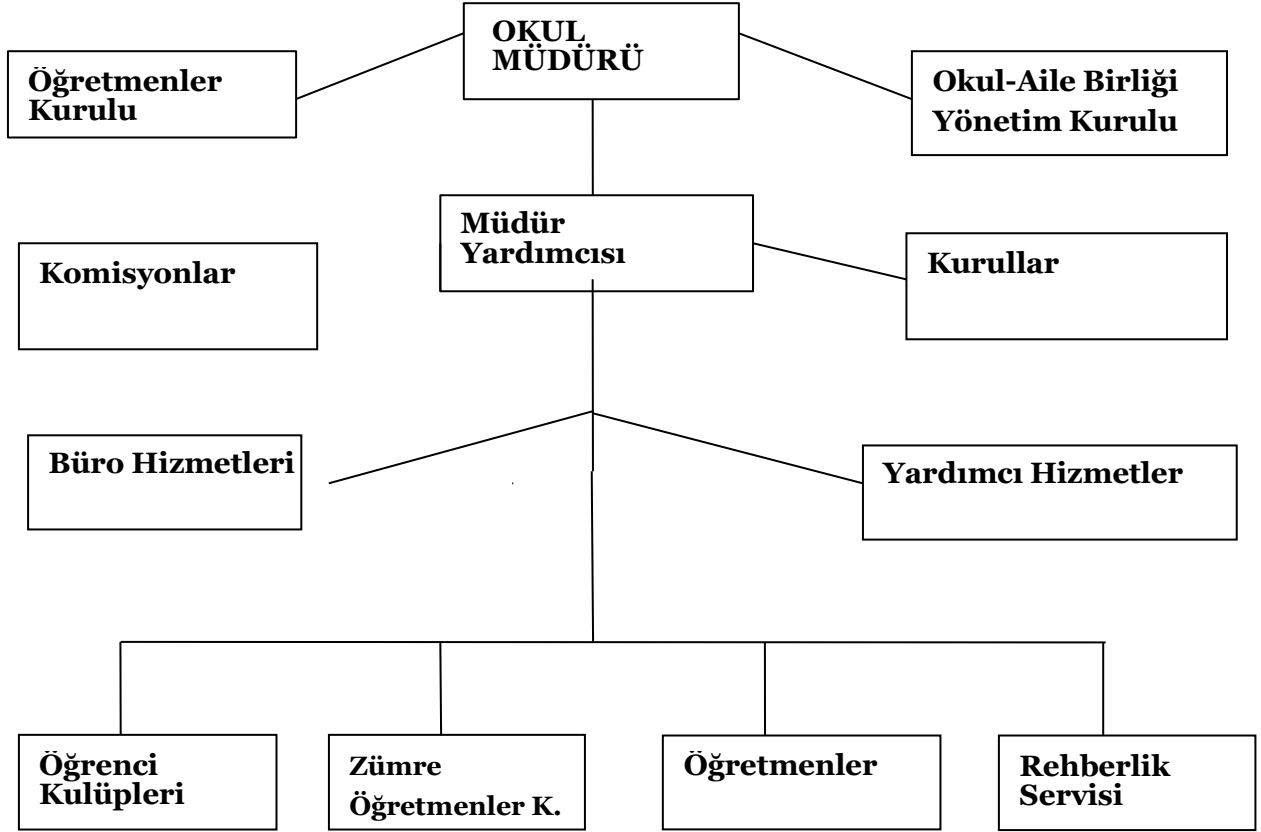 OKUL
MÜDÜRÜ
Öğretmenler
Kurulu
Okul-Aile Birliği
Yönetim Kurulu
Müdür
Yardımcısı
Komisyonlar
Kurullar
Büro Hizmetleri
Yardımcı Hizmetler
Öğrenci
Kulüpleri
Zümre
Öğretmenler K.
Öğretmenler
Rehberlik
Servisi